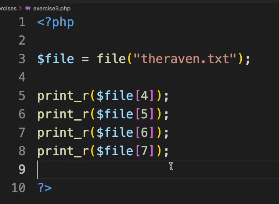 ercises > exercise3.php
1 <?php
2
3 $file = file("theraven.txt");
4
5 print_r($file[4]);
6 print_r($file[5]);
7 print_r($file[6]);
8 print_r($file[7]);
9
10 ?>